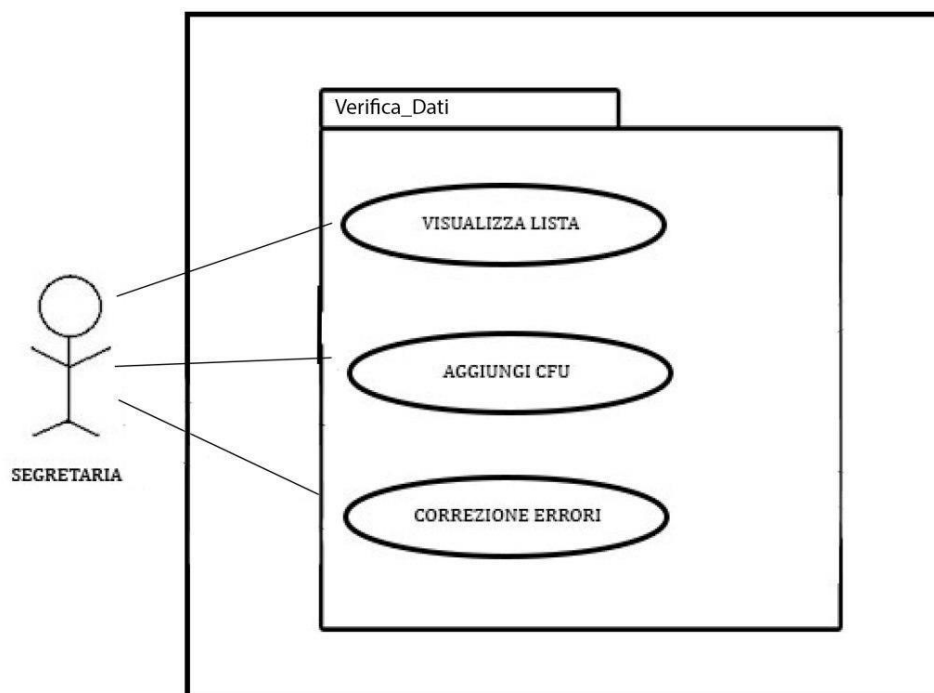 Verifica_Dati
VISUALIZZA LISTA
AGGIUNGI CFU
SEGRETARIA
CORREZIONE ERRORI